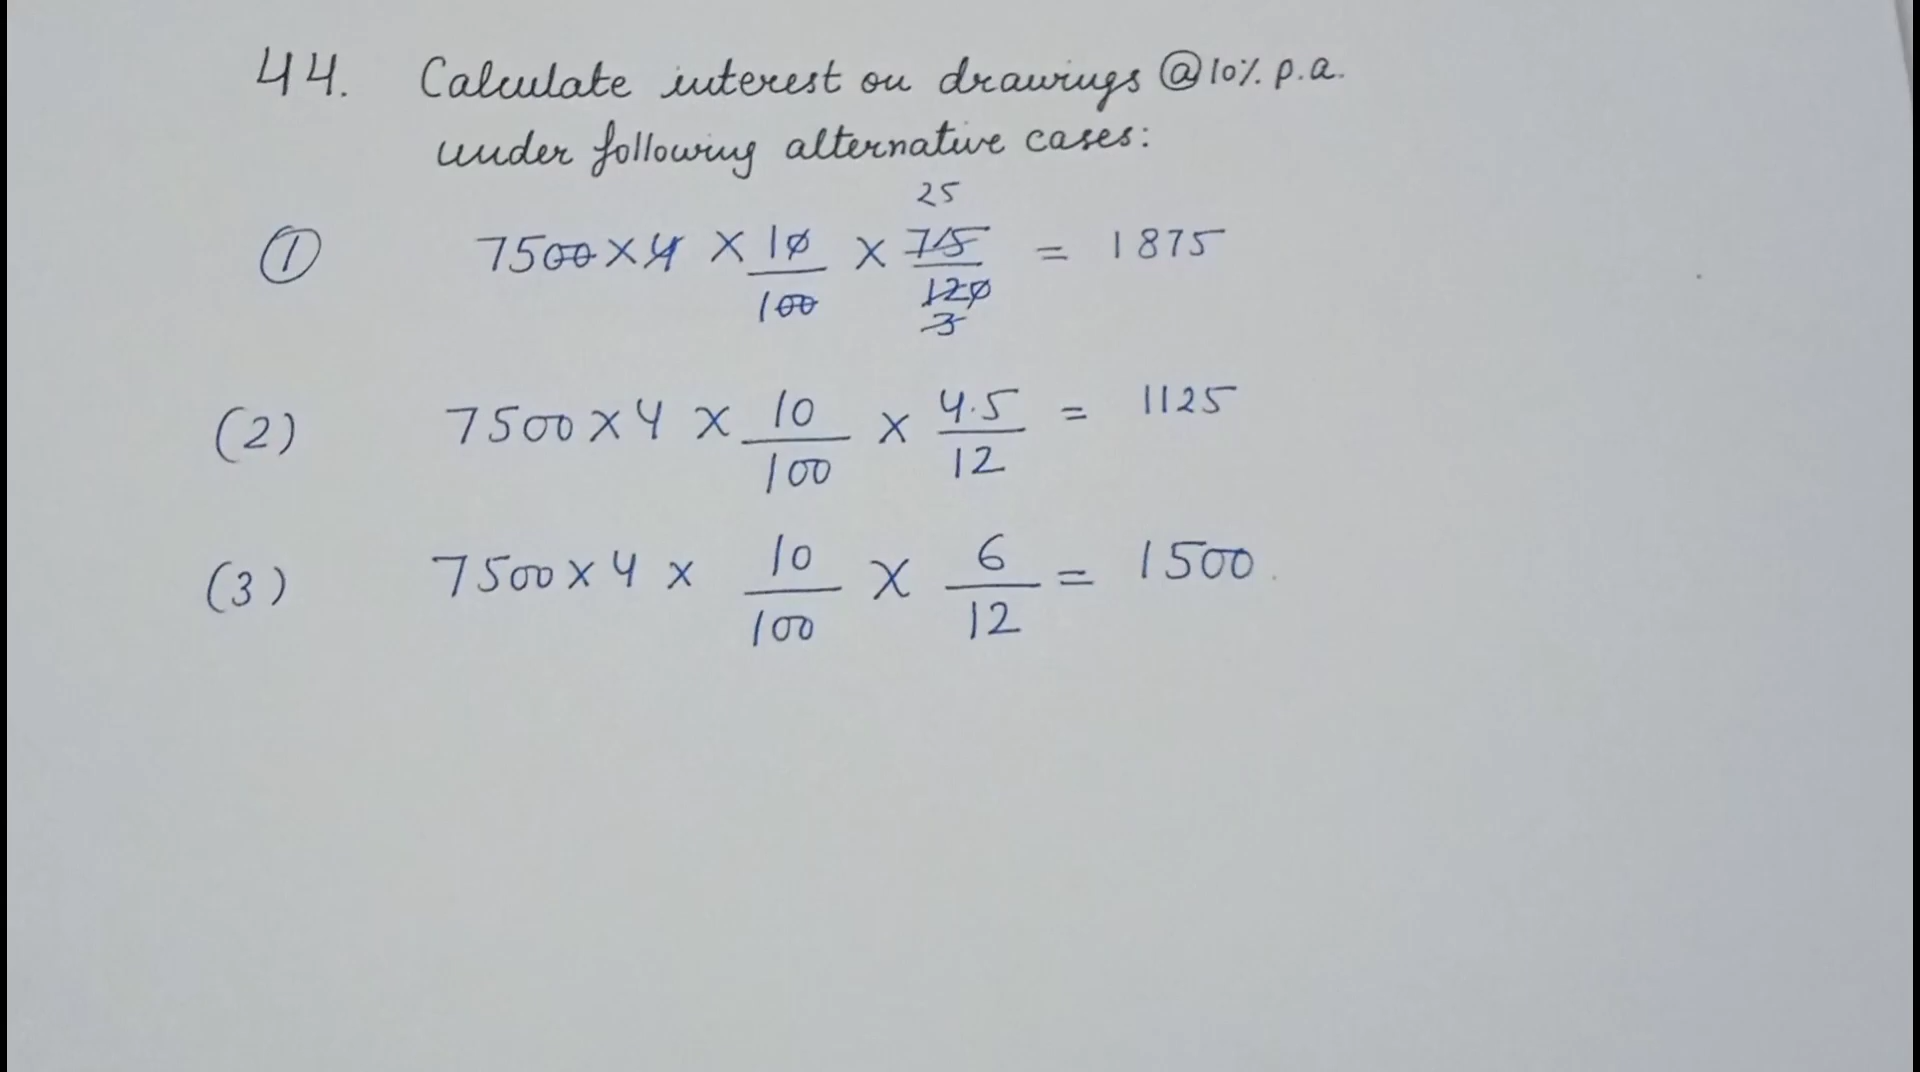 44. Calculate interest on drawings @10% p.a.
under following alternative cases:
25
① 7500 × 4 × 10/100 × 75/120 = 1875
3
(2) 7500 × 4 × 10/100 × 4.5/12 = 1125
(3) 7500 × 4 × 10/100 × 6/12 = 1500